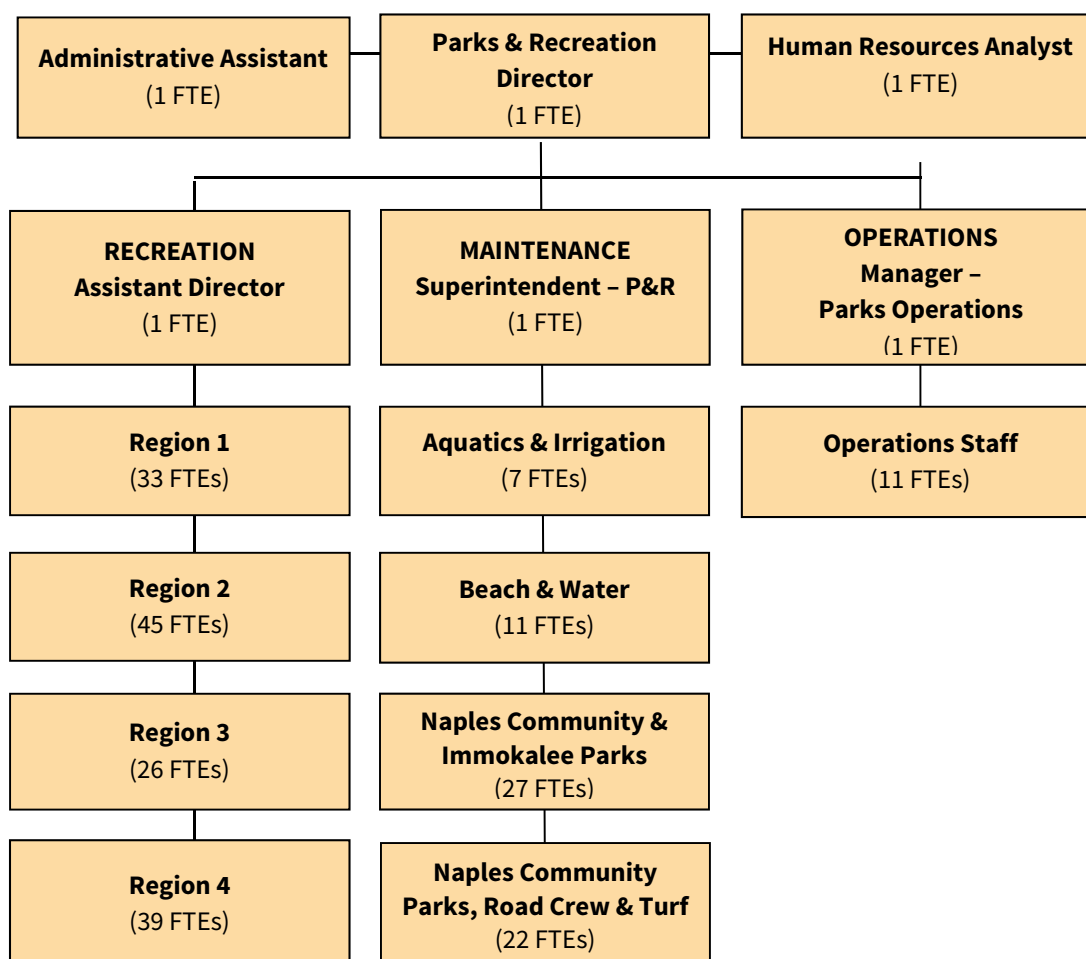 Administrative Assistant
(1 FTE)
Parks & Recreation
Director
(1 FTE)
Human Resources Analyst
(1 FTE)
RECREATION
Assistant Director
(1 FTE)
MAINTENANCE
Superintendent – P&R
(1 FTE)
OPERATIONS
Manager –
Parks Operations
(1 FTE)
Region 1
(33 FTEs)
Aquatics & Irrigation
(7 FTEs)
Operations Staff
(11 FTEs)
Region 2
(45 FTEs)
Beach & Water
(11 FTEs)
Region 3
(26 FTEs)
Naples Community &
Immokalee Parks
(27 FTEs)
Region 4
(39 FTEs)
Naples Community
Parks, Road Crew & Turf
(22 FTEs)